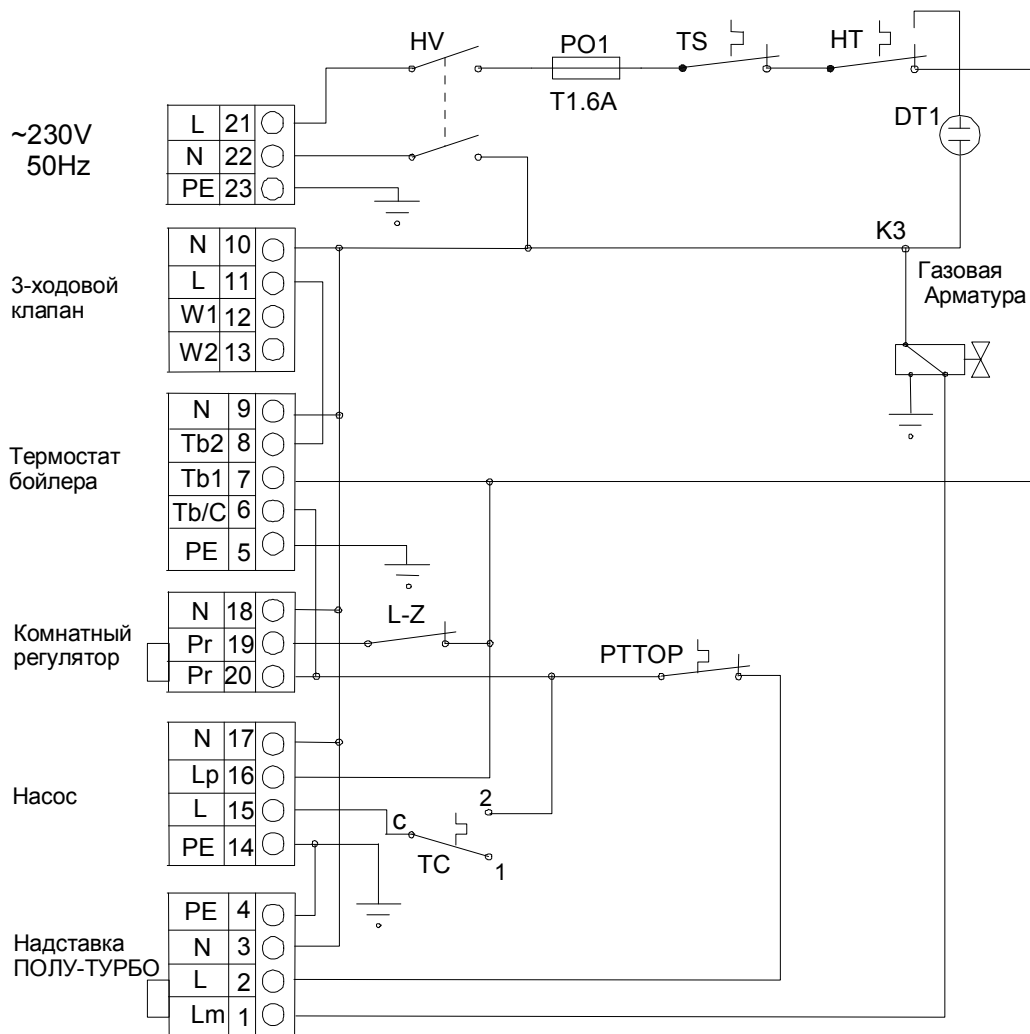 HV
PO1
TS
HT
T1.6A
DT1
~230V
50Hz
L 21
N 22
PE 23
K3
Газовая
Арматура
3-ходовой
клапан
N 10
L 11
W1 12
W2 13
Термостат
бойлера
N 9
Tb2 8
Tb1 7
Tb/C 6
PE 5
Комнатный
регулятор
N 18
Pr 19
Pr 20
L-Z
PTTOP
Насос
N 17
Lp 16
L 15
PE 14
2
c
TC
1
Надставка
ПОЛУ-ТУРБО
PE 4
N 3
L 2
Lm 1